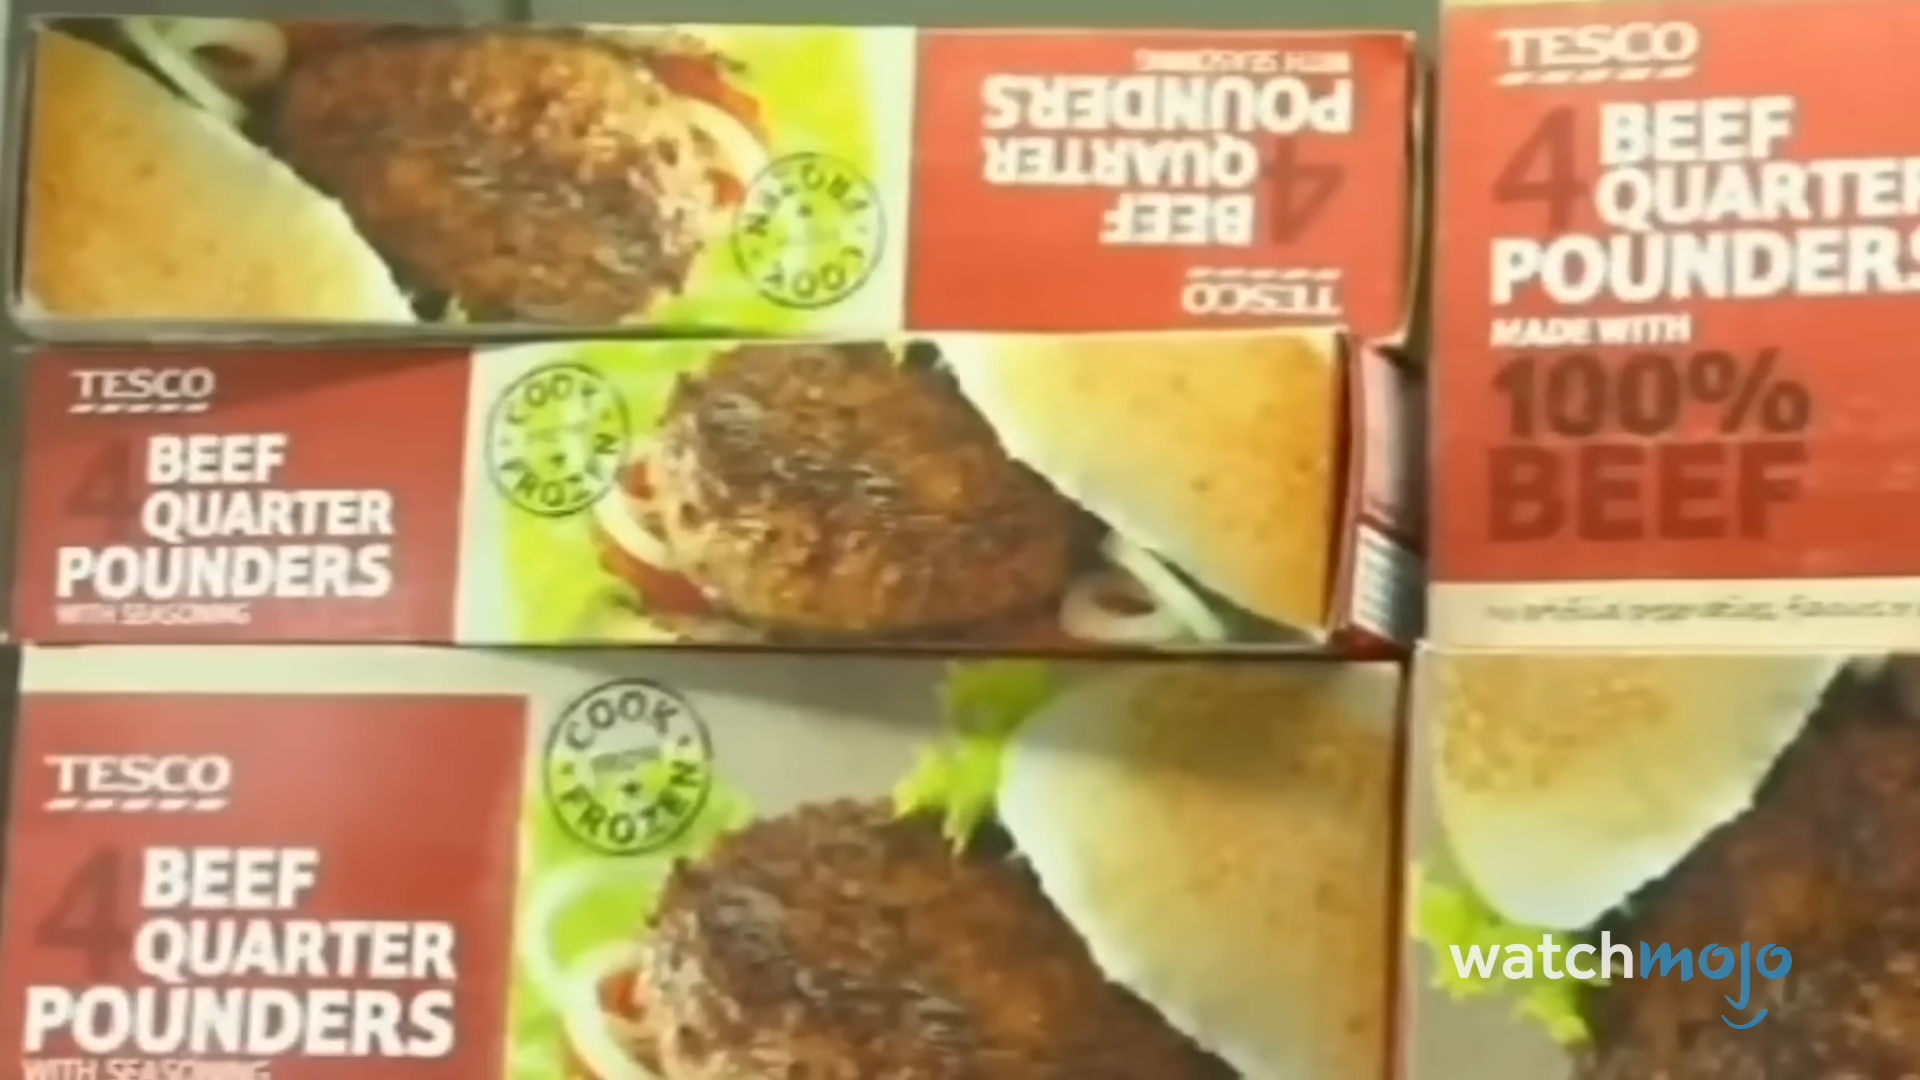 WITH SEASONING
POUNDERS
QUARTER
4 BEEF
TESCO
COOK FROM FROZEN
TESCO
4 BEEF
QUARTER
POUNDERS
WITH SEASONING
COOK FROZEN
TESCO
4 BEEF
QUARTER
POUNDERS
WITH SEASONING
COOK FROM FROZEN
TESCO
4 BEEF
QUARTER
POUNDERS
MADE WITH
100%
BEEF
watchmojo